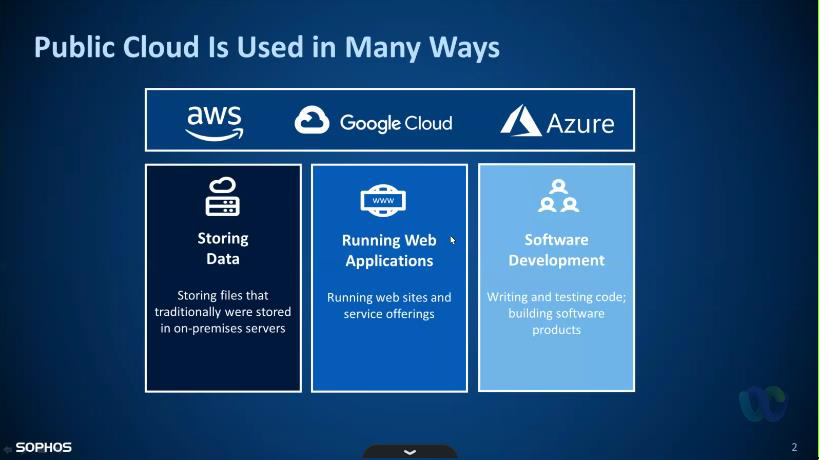 Public Cloud Is Used in Many Ways
aws
Google Cloud
Azure
Storing
Data
Storing files that
traditionally were stored
in on-premises servers
www
Running Web
Applications
Running web sites and
service offerings
Software
Development
Writing and testing code;
building software
products
SOPHOS
2